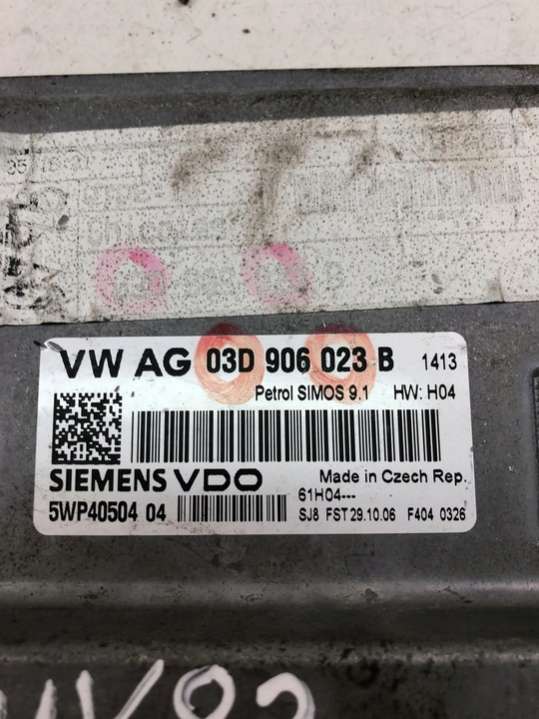 VW AG 03D 906 023 B 1413
Petrol SIMOS 9.1 HW: H04
SIEMENS VDO Made in Czech Rep.
61H04---
5WP40504 04 SJ8 FST 29.10.06 F404 0326